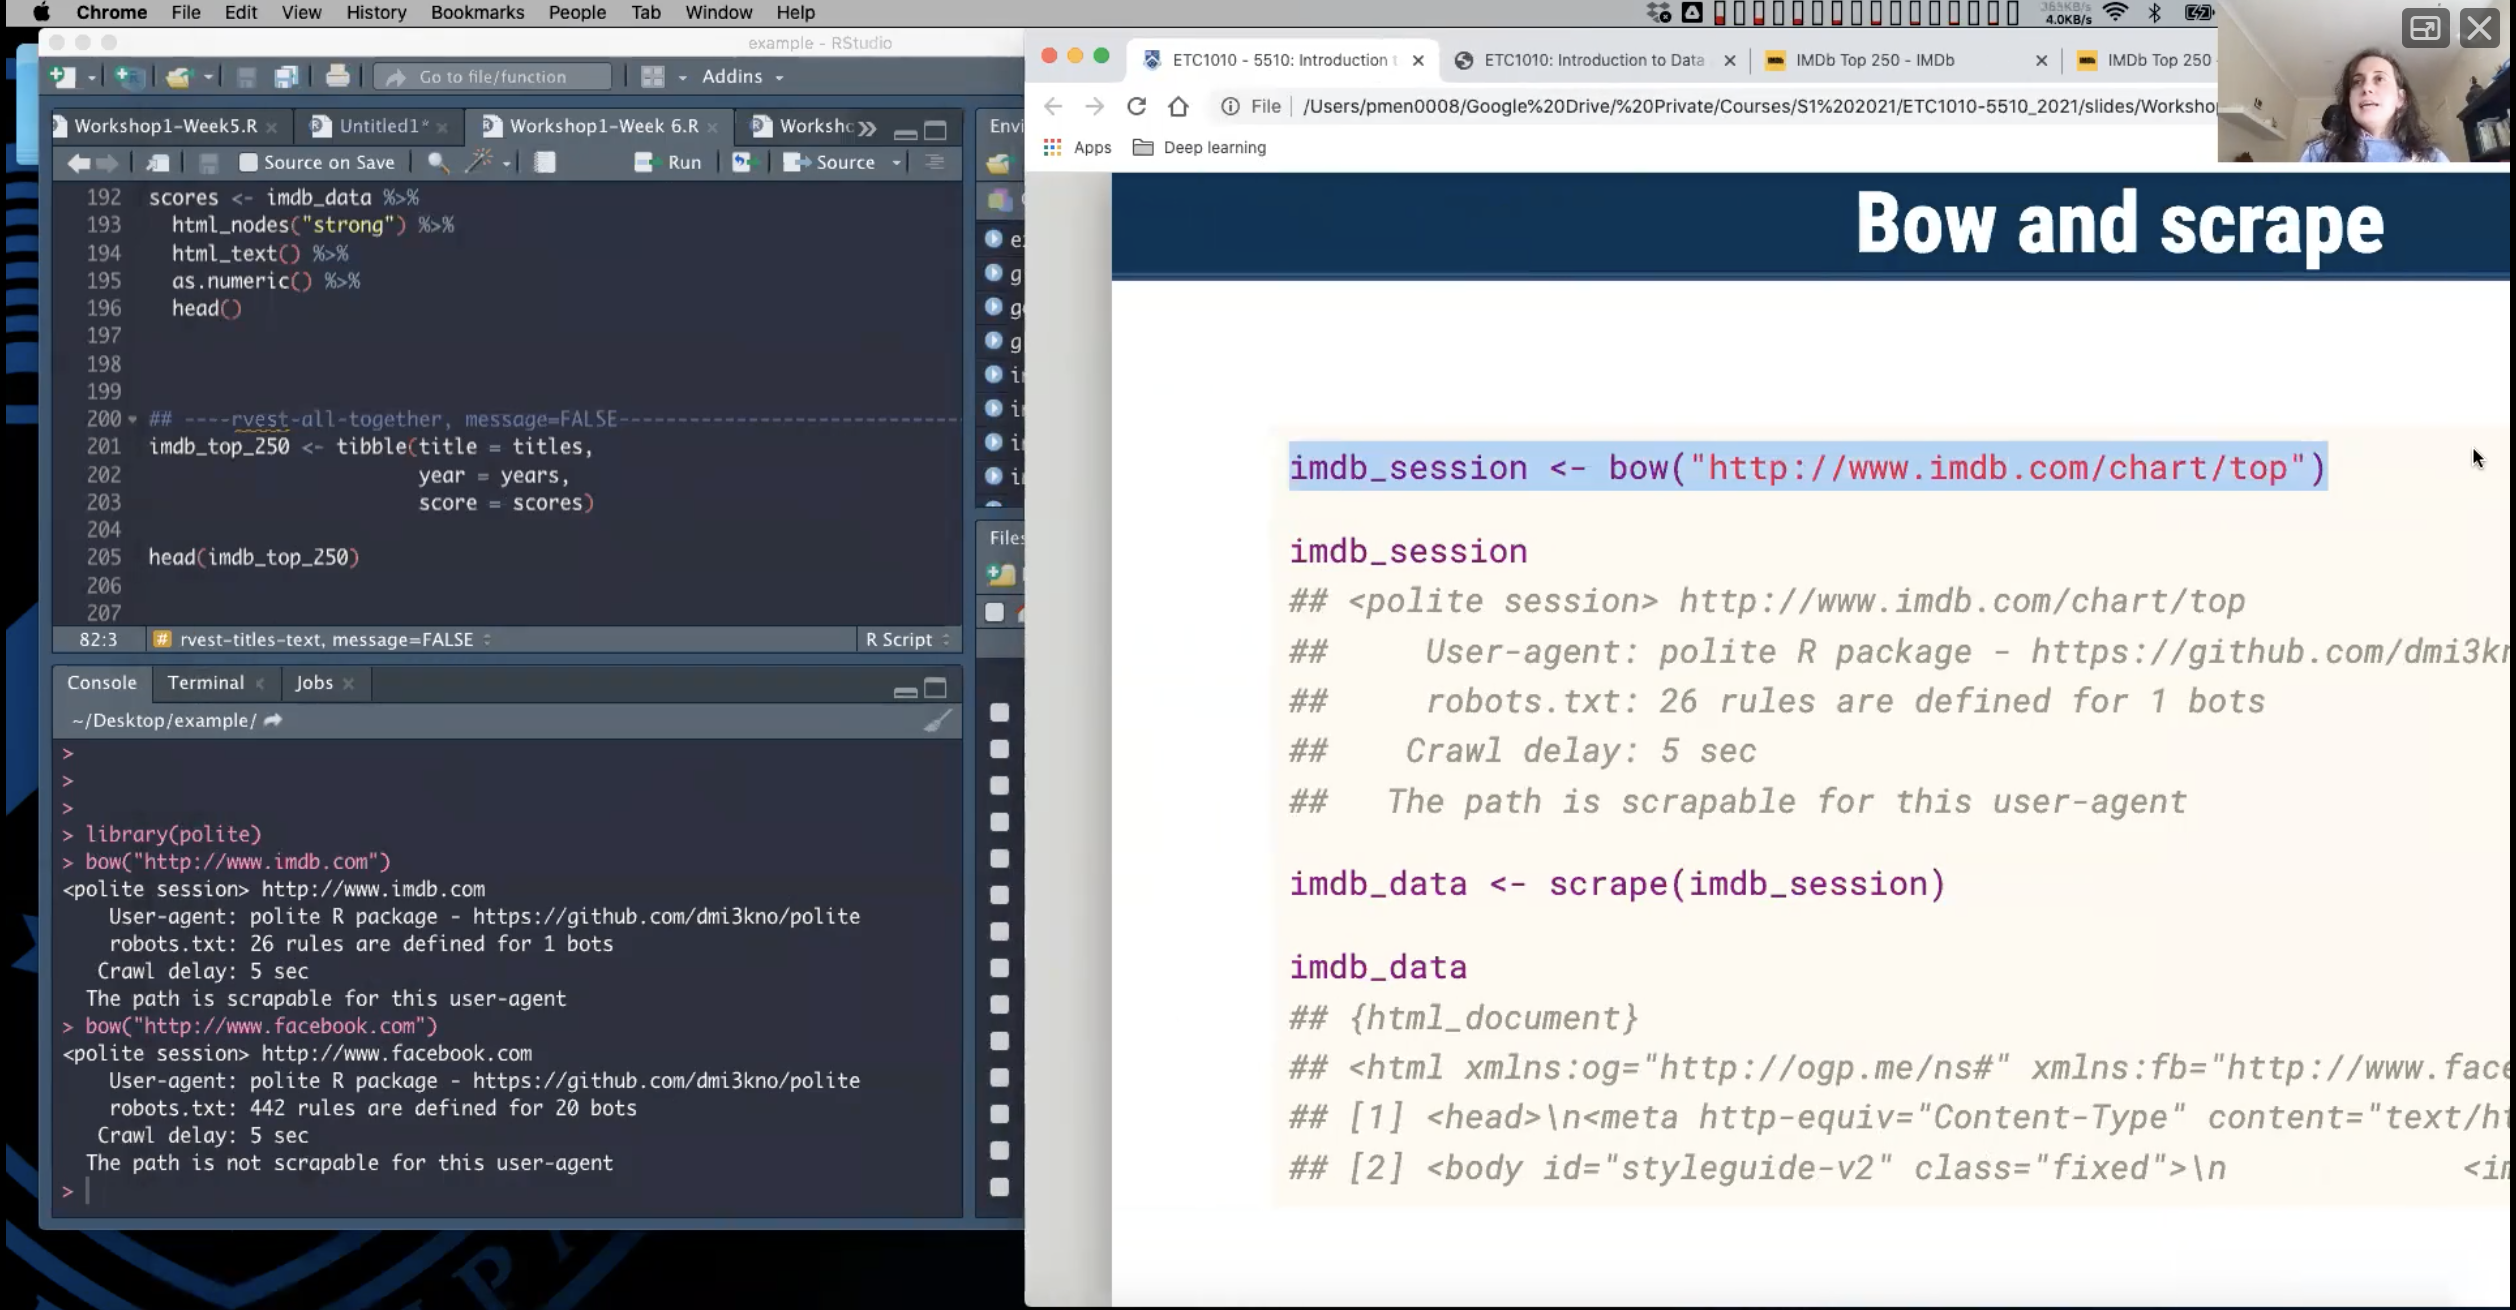 Chrome File Edit View History Bookmarks People Tab Window Help
4.0KB/s
example - RStudio
Go to file/function
Addins
Workshop1-Week5.R
Untitled1*
Workshop1-Week 6.R
Source on Save
Run
Source
192 scores <- imdb_data %>%
193 html_nodes("strong") %>%
194 html_text() %>%
195 as.numeric() %>%
196 head()
197
198
199
200 ## ----rvest-all-together, message=FALSE-----------------------------
201 imdb_top_250 <- tibble(title = titles,
202 year = years,
203 score = scores)
204
205 head(imdb_top_250)
206
207
82:3
# rvest-titles-text, message=FALSE
R Script
Console
Terminal
Jobs
~/Desktop/example/
>
>
>
> library(polite)
> bow("http://www.imdb.com")
<polite session> http://www.imdb.com
User-agent: polite R package - https://github.com/dmi3kno/polite
robots.txt: 26 rules are defined for 1 bots
Crawl delay: 5 sec
The path is scrapable for this user-agent
> bow("http://www.facebook.com")
<polite session> http://www.facebook.com
User-agent: polite R package - https://github.com/dmi3kno/polite
robots.txt: 442 rules are defined for 20 bots
Crawl delay: 5 sec
The path is not scrapable for this user-agent
>
Envi
Files
ETC1010 - 5510: Introduction t
ETC1010: Introduction to Data
IMDb Top 250 - IMDb
IMDb Top 250
File
/Users/pmen0008/Google%20Drive/%20Private/Courses/S1%202021/ETC1010-5510_2021/slides/Worksho
Apps
Deep learning
Bow and scrape
imdb_session <- bow("http://www.imdb.com/chart/top")
imdb_session
## <polite session> http://www.imdb.com/chart/top
## User-agent: polite R package - https://github.com/dmi3kn
## robots.txt: 26 rules are defined for 1 bots
## Crawl delay: 5 sec
## The path is scrapable for this user-agent
imdb_data <- scrape(imdb_session)
imdb_data
## {html_document}
## <html xmlns:og="http://ogp.me/ns#" xmlns:fb="http://www.face
## [1] <head>\n<meta http-equiv="Content-Type" content="text/ht
## [2] <body id="styleguide-v2" class="fixed">\n <im